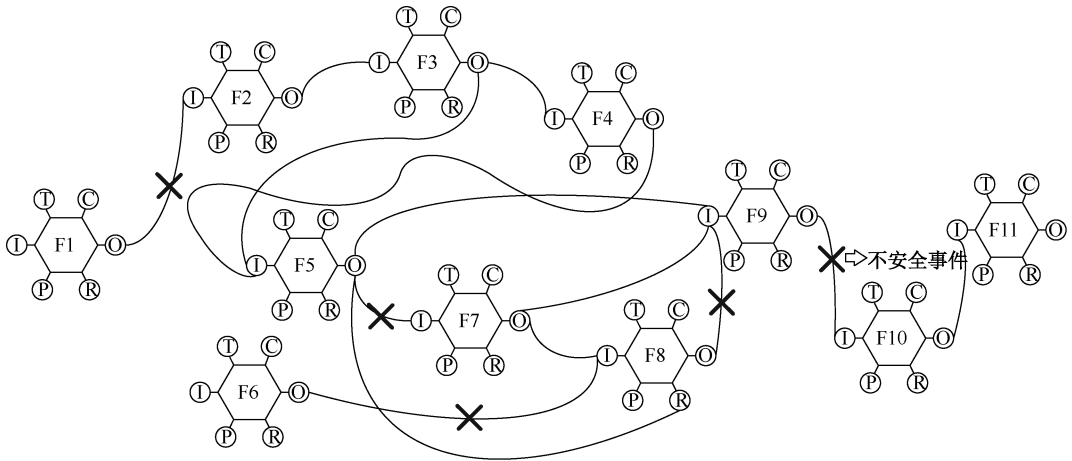 T C
I F3 O
P R
T C
I F2 O
P R
T C
I F4 O
P R
T C
I F9 O
P R
T C
I F11 O
P R
T C
I F1 O
P R
T C
I F5 O
P R
不安全事件
T C
I F7 O
P R
T C
I F10 O
P R
T C
I F8 O
P R
T C
I F6 O
P R